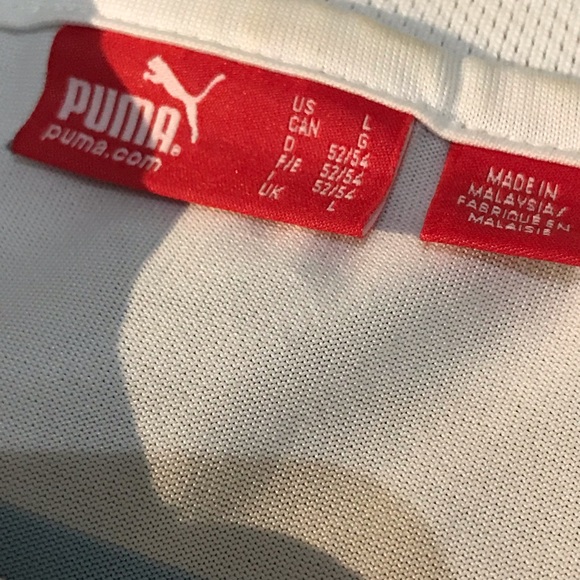 PUMA®
puma.com
US L
CAN G
D 52/54
F/E 52/54
I 52/54
UK L
MADE IN
MALAYSIA/
FABRIQUÉ EN
MALAISIE